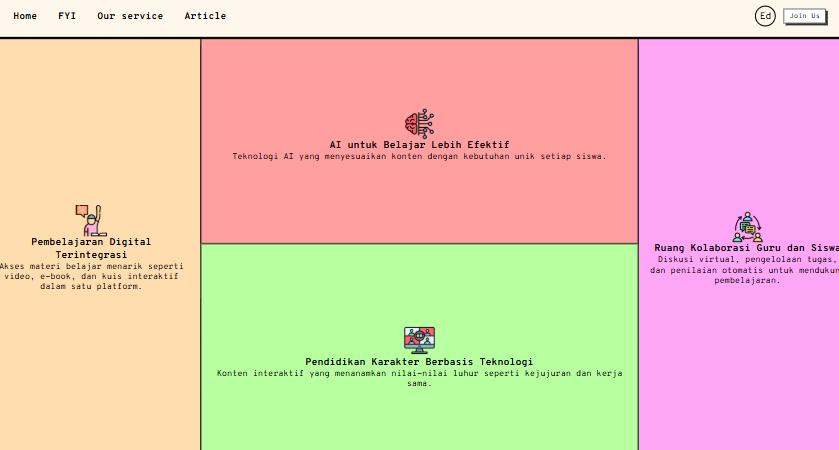 Home FYI Our service Article Ed Join Us
Pembelajaran Digital
Terintegrasi
Akses materi belajar menarik seperti
video, e-book, dan kuis interaktif
dalam satu platform.
AI untuk Belajar Lebih Efektif
Teknologi AI yang menyesuaikan konten dengan kebutuhan unik setiap siswa.
Pendidikan Karakter Berbasis Teknologi
Konten interaktif yang menanamkan nilai-nilai luhur seperti kejujuran dan kerja
sama.
Ruang Kolaborasi Guru dan Siswa
Diskusi virtual, pengelolaan tugas,
dan penilaian otomatis untuk mendukun
pembelajaran.